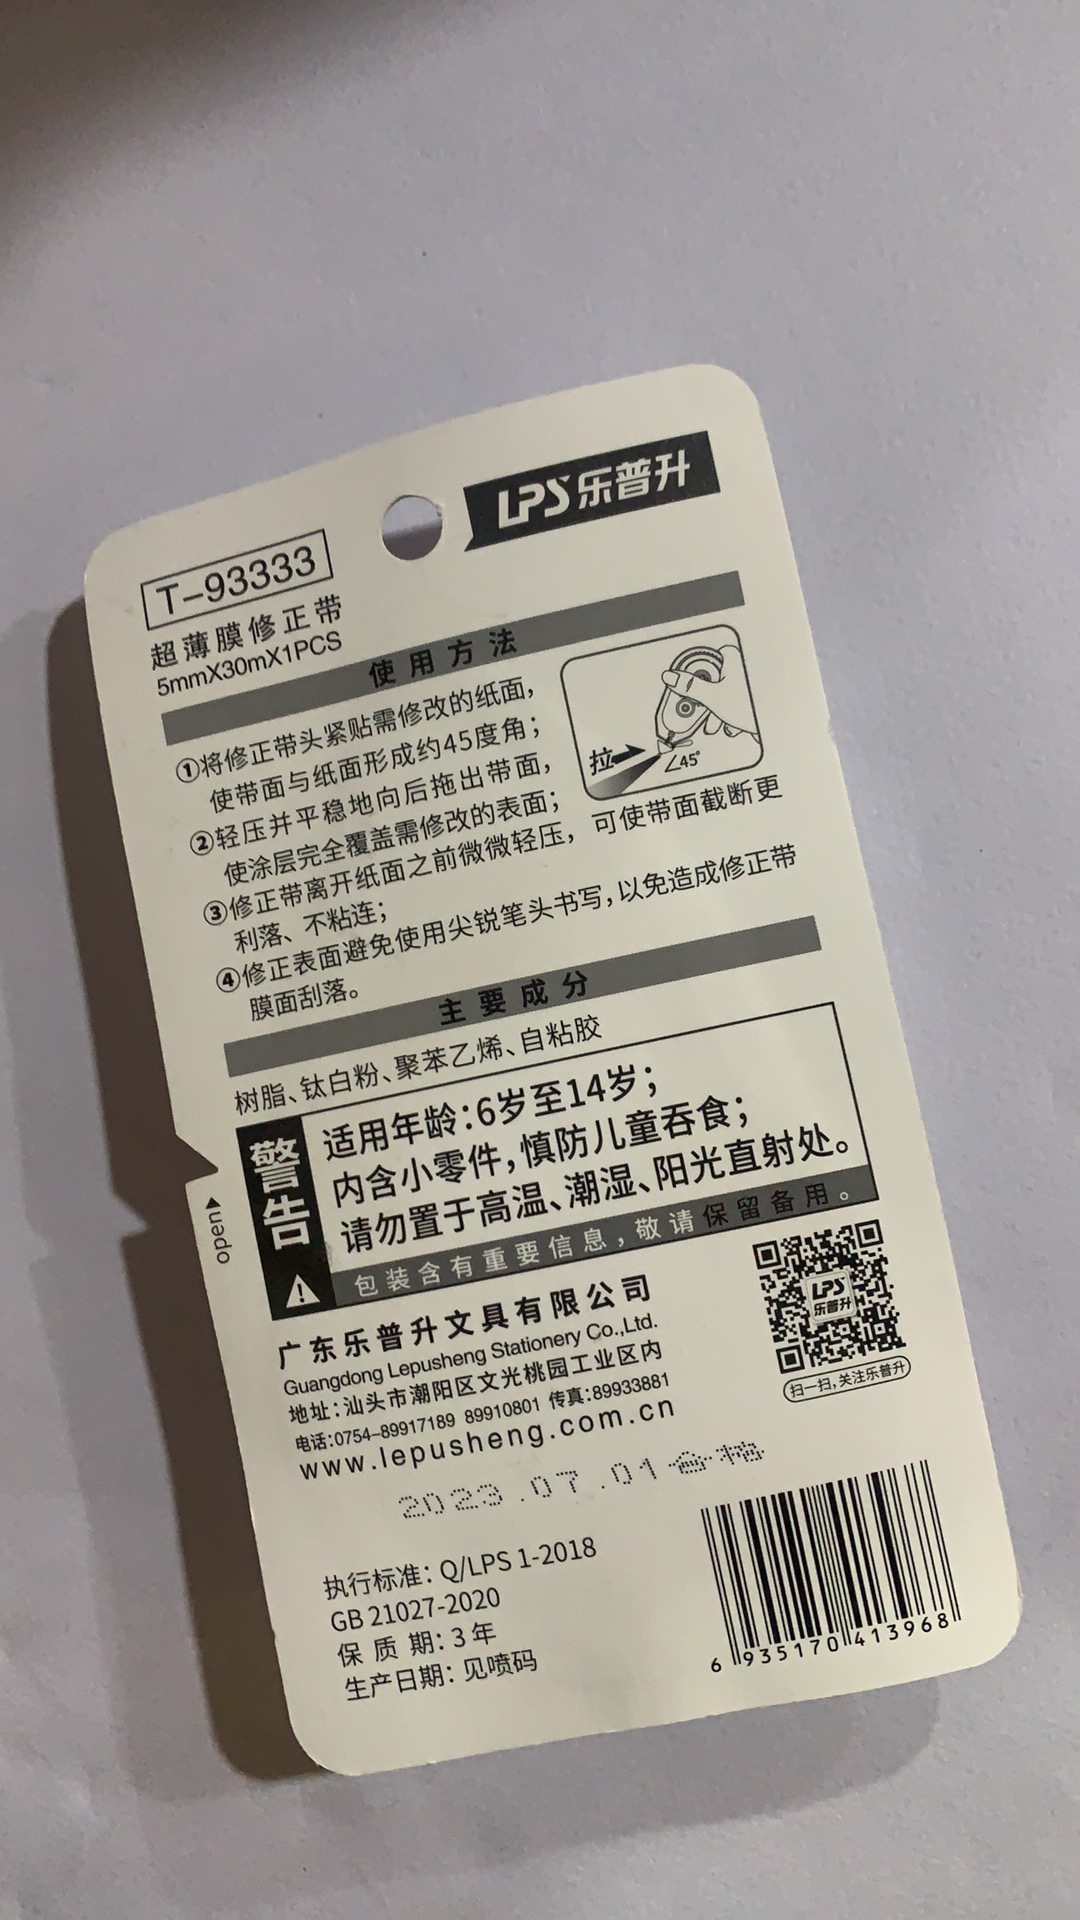 LPS乐普升
T-93333
超薄膜修正带
5mmX30mX1PCS
使用方法
①将修正带头紧贴需修改的纸面，
使带面与纸面形成约45度角；
②轻压并平稳地向后拖出带面，
使涂层完全覆盖需修改的表面；
③修正带离开纸面之前微微轻压，可使带面截断更
利落、不粘连；
④修正表面避免使用尖锐笔头书写，以免造成修正带
膜面刮落。
拉
∠45°
主要成分
树脂、钛白粉、聚苯乙烯、自粘胶
警告
适用年龄：6岁至14岁；
内含小零件，慎防儿童吞食；
请勿置于高温、潮湿、阳光直射处。
包装含有重要信息，敬请保留备用。
open
广东乐普升文具有限公司
Guangdong Lepusheng Stationery Co.,Ltd.
地址：汕头市潮阳区文光桃园工业区内
电话:0754-89917189 89910801 传真:89933881
www.lepusheng.com.cn
LPS
乐普升
扫一扫，关注乐普升
2023.07.01合格
执行标准：Q/LPS 1-2018
GB 21027-2020
保质期：3年
生产日期：见喷码
6 935170 413968